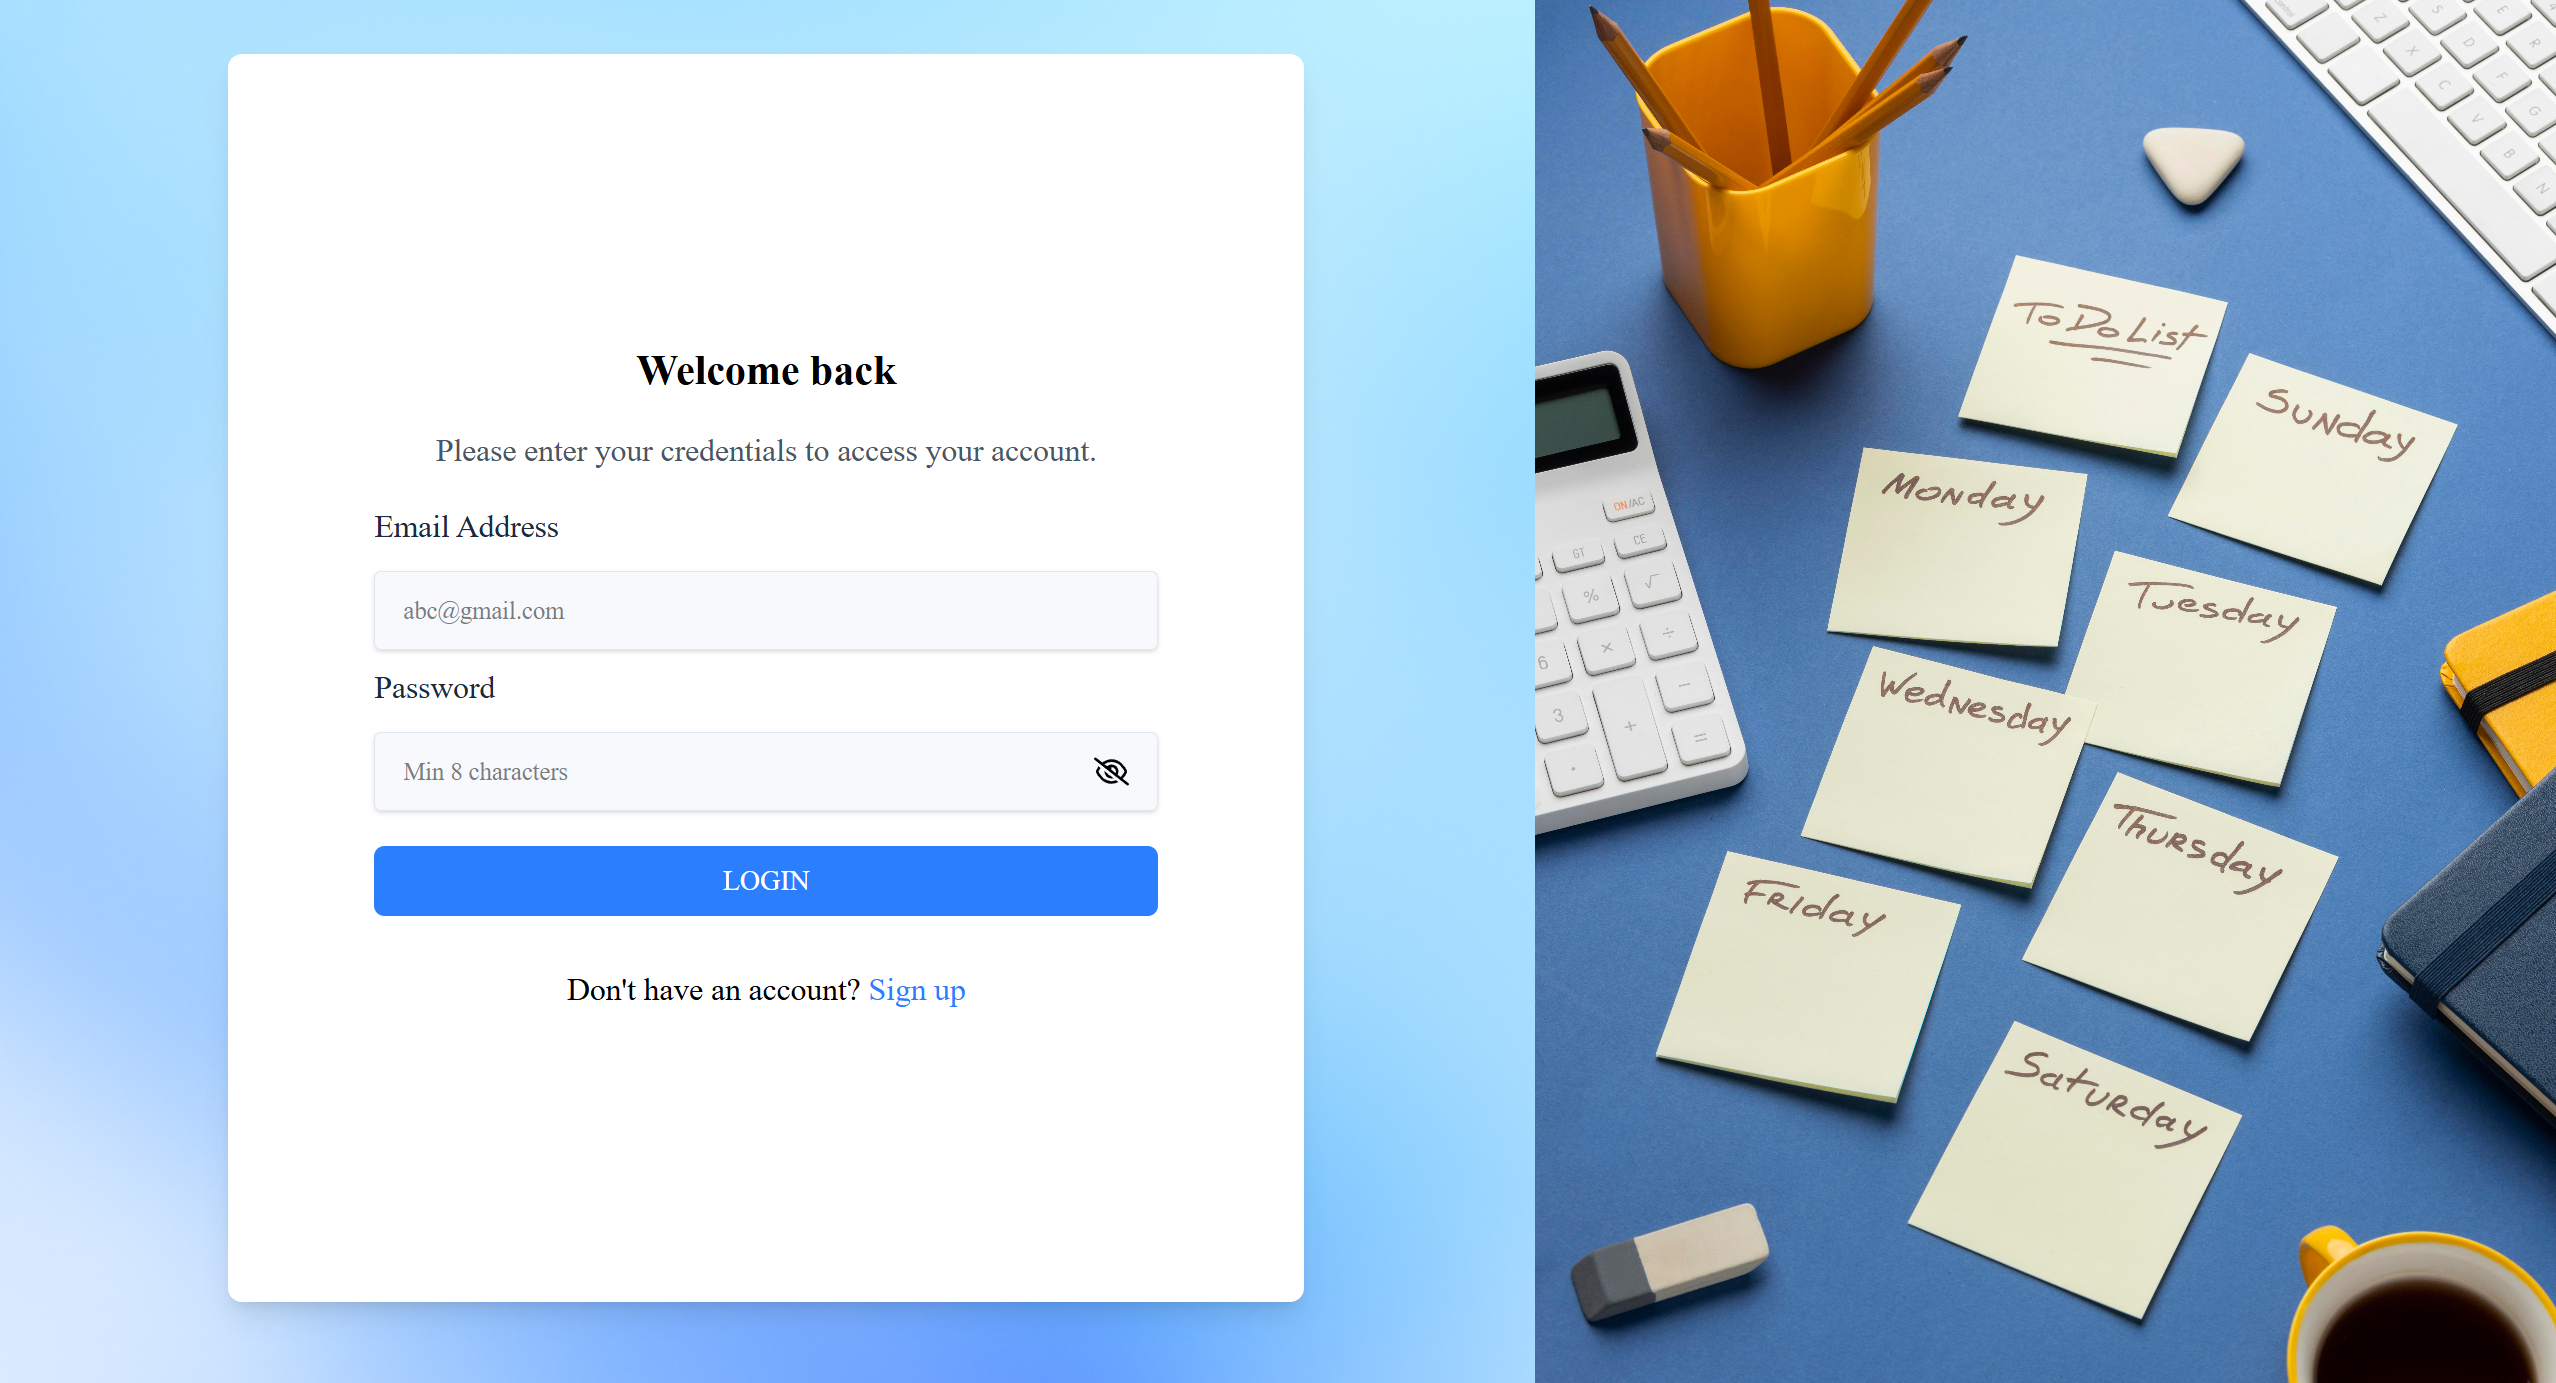 Welcome back
Please enter your credentials to access your account.
Email Address
abc@gmail.com
Password
Min 8 characters
LOGIN
Don't have an account? Sign up
To Do List
Sunday
Monday
Tuesday
Wednesday
Thursday
Friday
Saturday
ON/AC
GT
CE
%
√
6
×
÷
3
+
−
.
=
control
Z
S
E
4
X
D
R
C
F
V
G
B
N